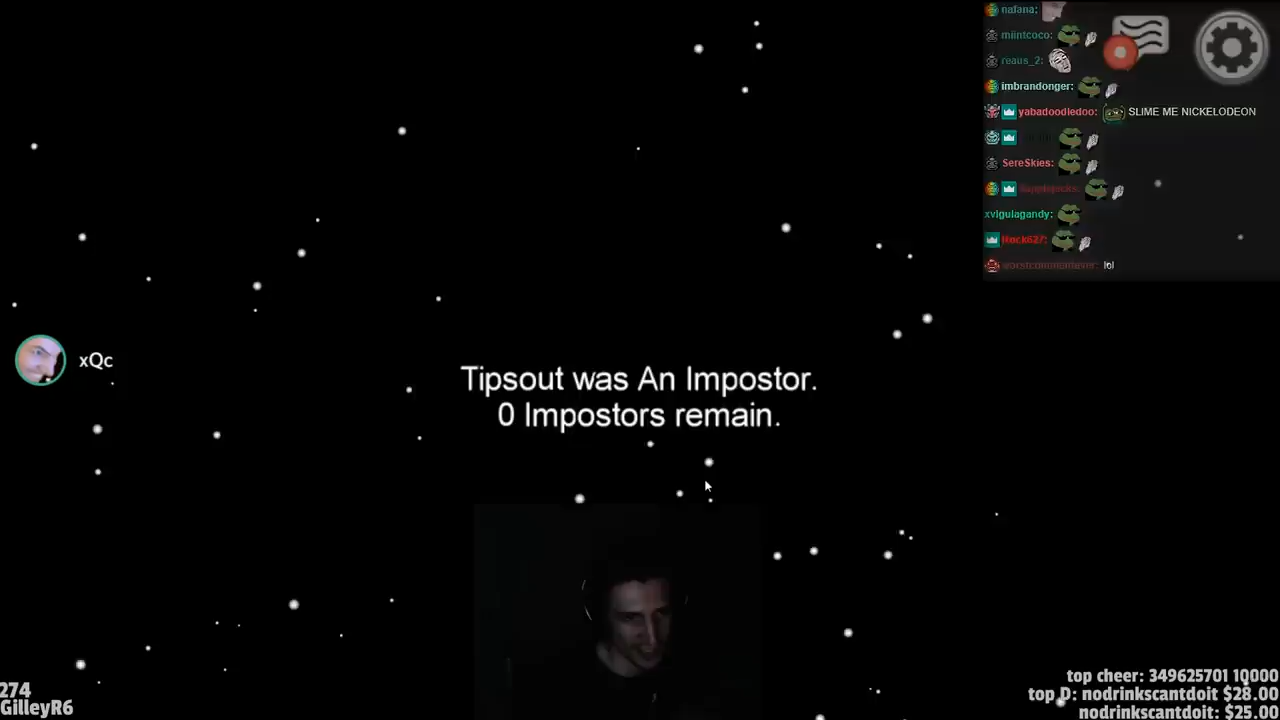 nafana:
miintcoco:
reaus_2:
imbrandonger:
yabadoodledoo: SLIME ME NICKELODEON
SereSkies:
xvigulagandy:
worstcommentever: lol
xQc
Tipsout was An Impostor.
0 Impostors remain.
274
GilleyR6
top cheer: 349625701 10000
top D: nodrinkscantdoit $28.00
nodrinkscantdoit: $25.00